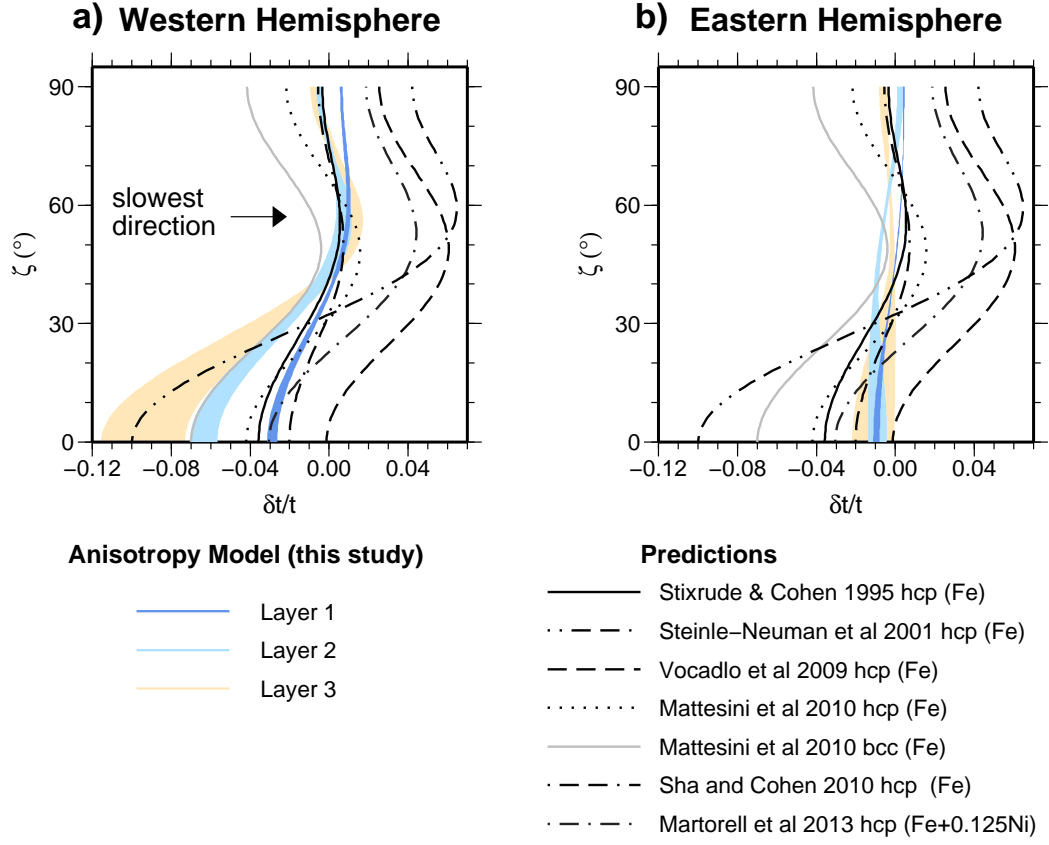 a) Western Hemisphere
90
60
30
0
ζ (°)
slowest
direction
−0.12
−0.08
−0.04
0.00
0.04
δt/t
b) Eastern Hemisphere
90
60
30
0
ζ (°)
−0.12
−0.08
−0.04
0.00
0.04
δt/t
Anisotropy Model (this study)
Layer 1
Layer 2
Layer 3
Predictions
Stixrude & Cohen 1995 hcp (Fe)
Steinle−Neuman et al 2001 hcp (Fe)
Vocadlo et al 2009 hcp (Fe)
Mattesini et al 2010 hcp (Fe)
Mattesini et al 2010 bcc (Fe)
Sha and Cohen 2010 hcp (Fe)
Martorell et al 2013 hcp (Fe+0.125Ni)